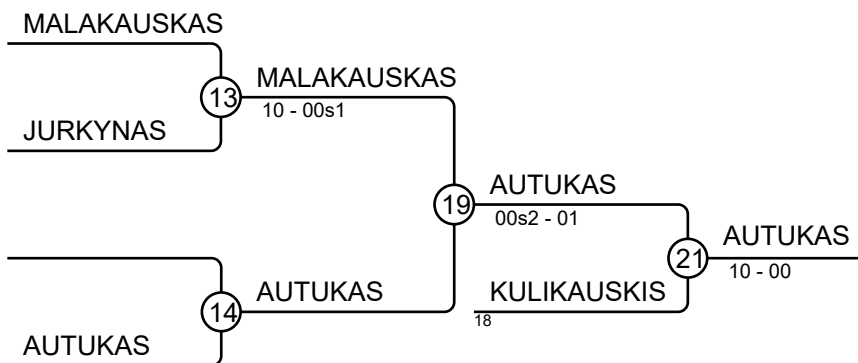 MALAKAUSKAS
13
MALAKAUSKAS
10 - 00s1
JURKYNAS
19
AUTUKAS
00s2 - 01
21
AUTUKAS
10 - 00
14
AUTUKAS
KULIKAUSKIS
18
AUTUKAS